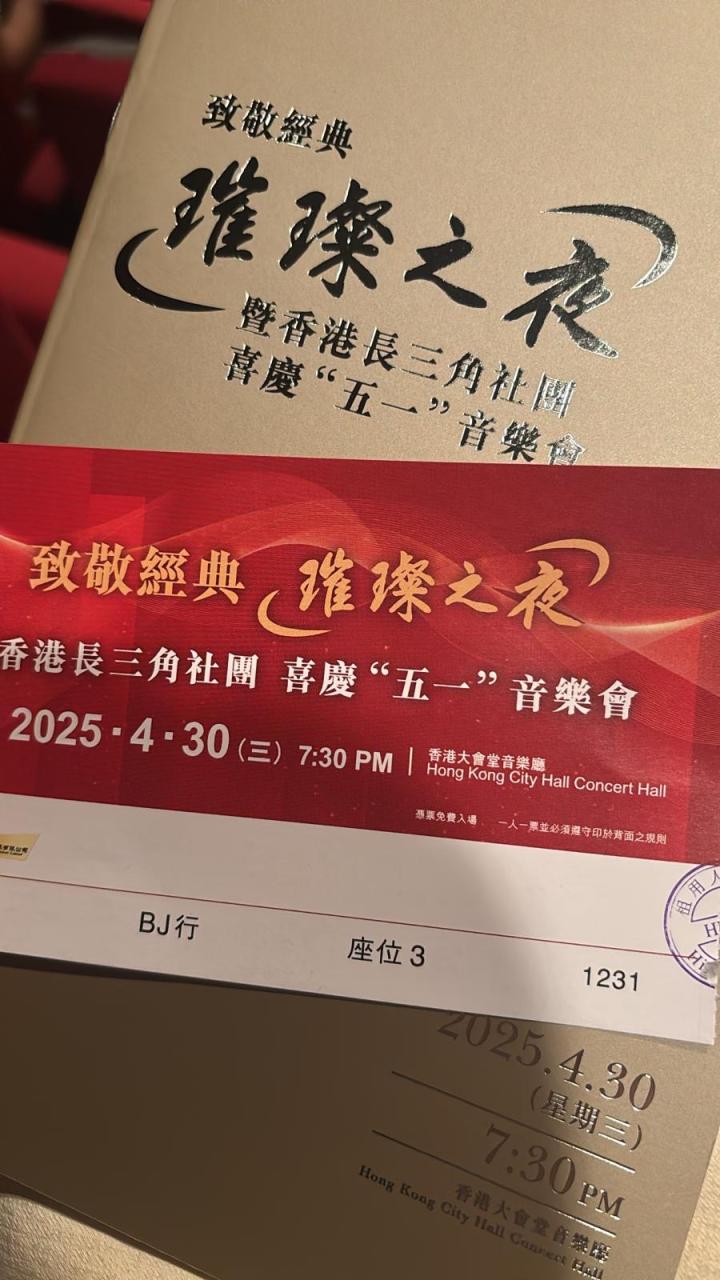 致敬經典
璀璨之夜
暨香港長三角社團
喜慶“五一”音樂會
致敬經典 璀璨之夜
香港長三角社團 喜慶“五一”音樂會
2025·4·30(三) 7:30 PM
香港大會堂音樂廳
Hong Kong City Hall Concert Hall
憑票免費入場 一人一票並必須遵守印於背面之規則
BJ行 座位 3 1231
租用人
2025.4.30
(星期三)
7:30 PM
香港大會堂音樂廳
Hong Kong City Hall Concert Hall